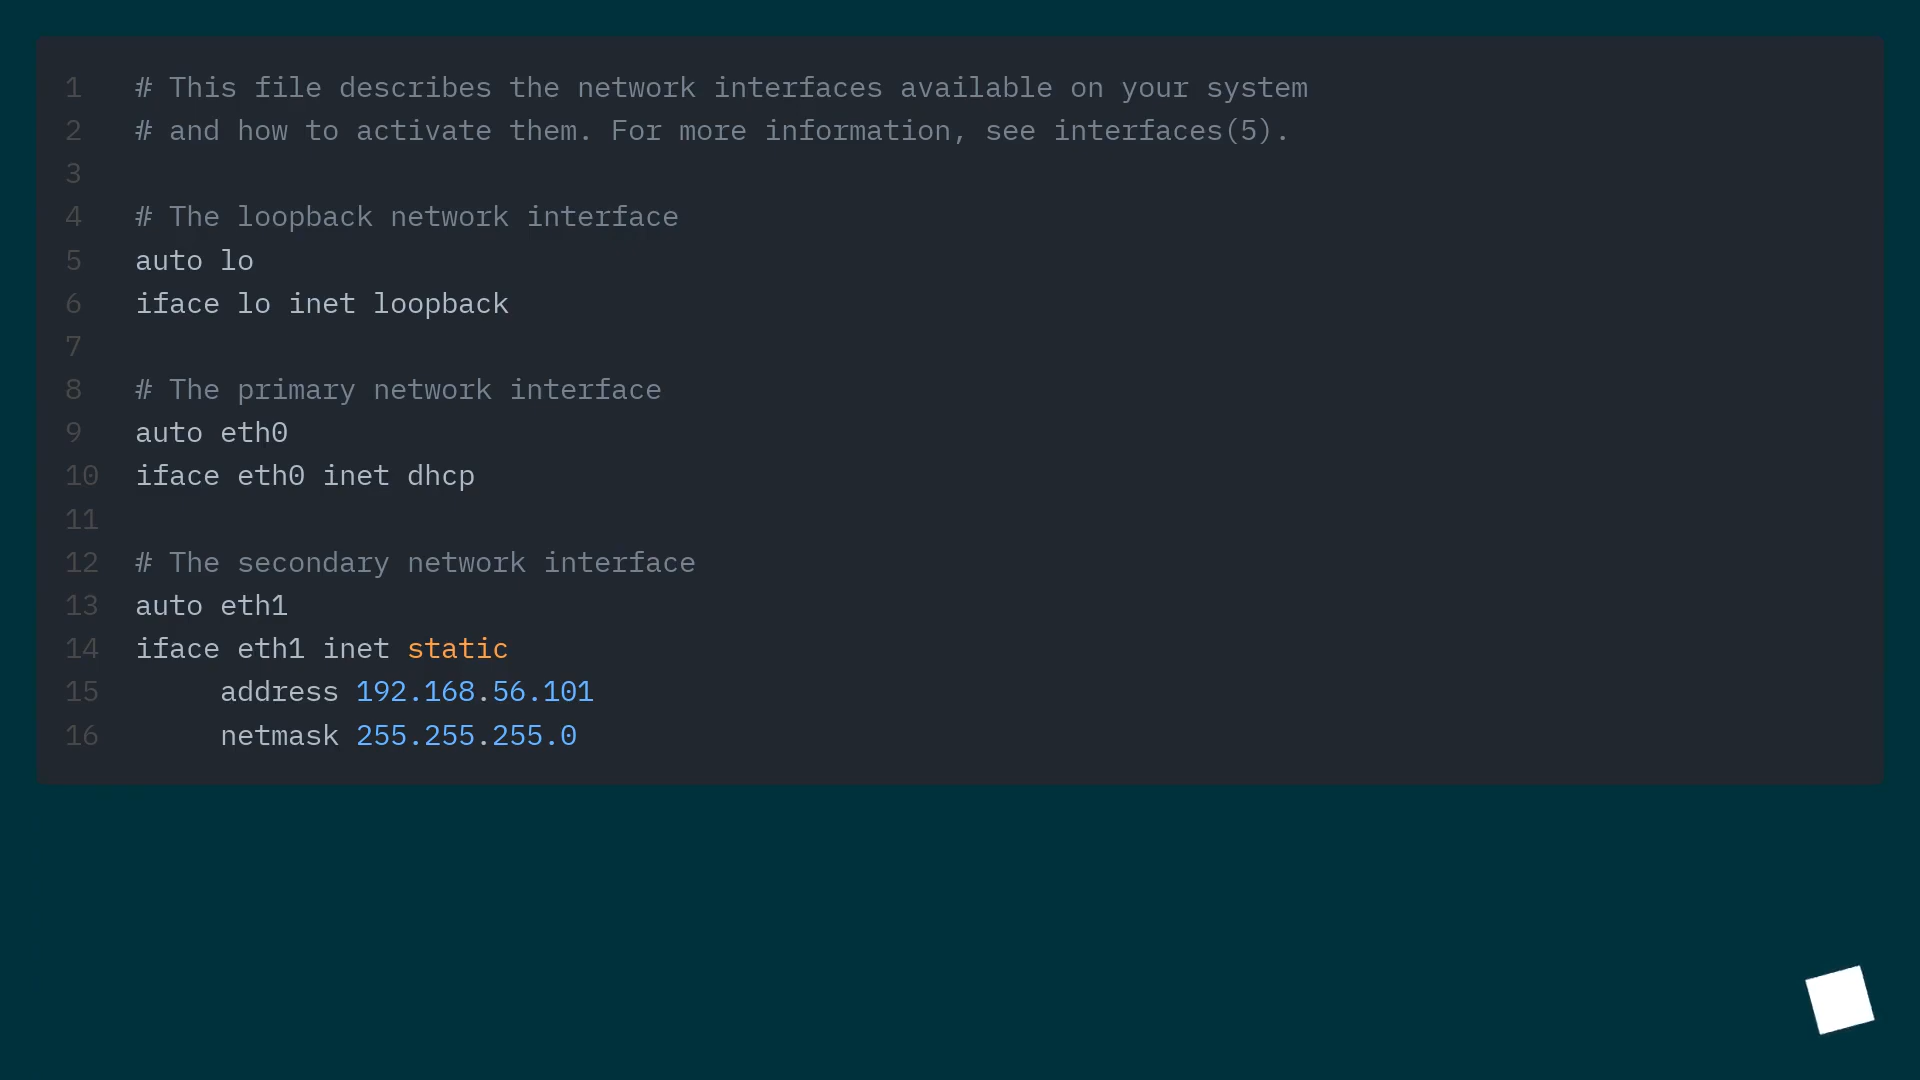 1 # This file describes the network interfaces available on your system
2 # and how to activate them. For more information, see interfaces(5).
3
4 # The loopback network interface
5 auto lo
6 iface lo inet loopback
7
8 # The primary network interface
9 auto eth0
10 iface eth0 inet dhcp
11
12 # The secondary network interface
13 auto eth1
14 iface eth1 inet static
15 address 192.168.56.101
16 netmask 255.255.255.0